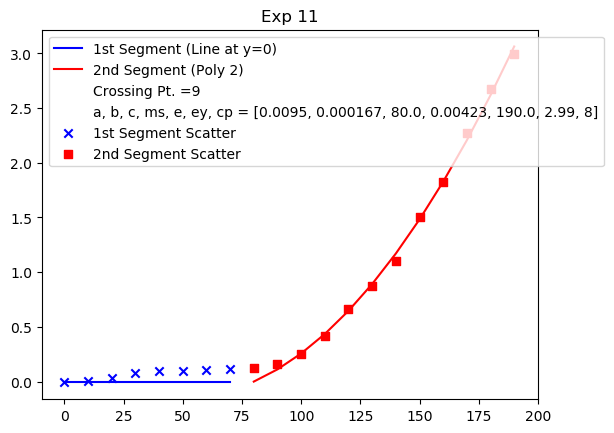 Exp 11
1st Segment (Line at y=0)
2nd Segment (Poly 2)
Crossing Pt. =9
a, b, c, ms, e, ey, cp = [0.0095, 0.000167, 80.0, 0.00423, 190.0, 2.99, 8]
1st Segment Scatter
2nd Segment Scatter
3.0
2.5
2.0
1.5
1.0
0.5
0.0
0 25 50 75 100 125 150 175 200